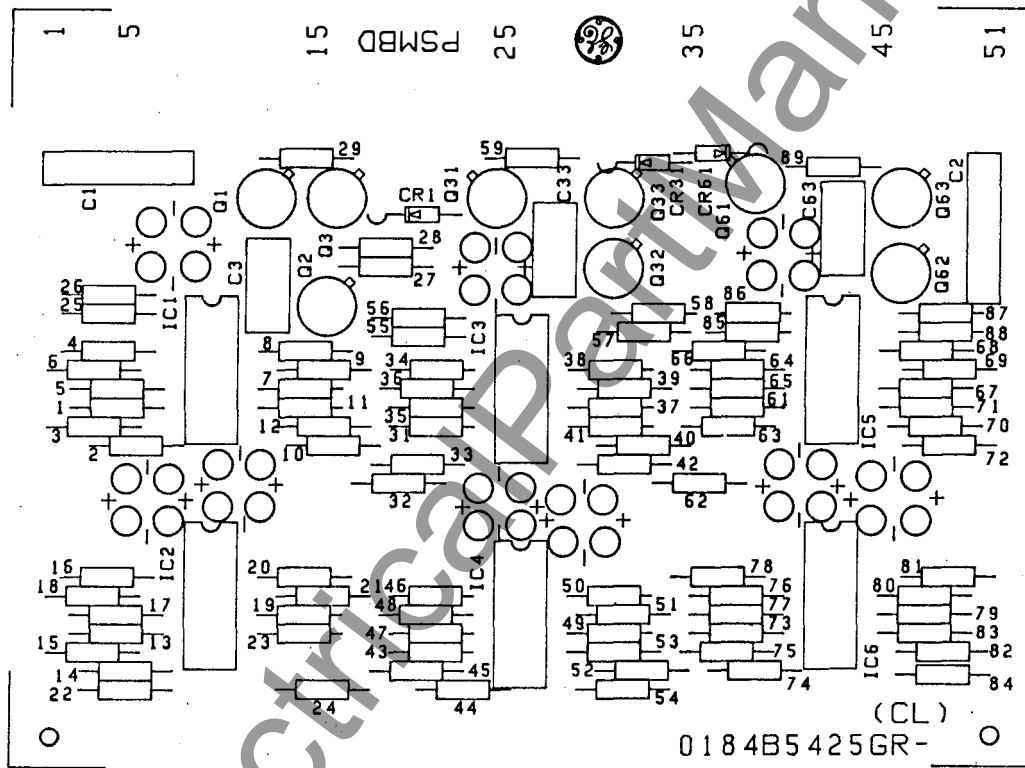 1 5 15 PSMBD 25 35 45 51
29 59 89
C1 Q1 CR1 Q31 C33 Q33 CR31 CR61 Q61 C63 Q63 C2
C3 Q2 Q3 28 27 Q32 Q62
26
25
IC1 56 55 IC3 58 57 86 85 87 88
4 8 9 34 38 66 64 68 69
6 5 7 36 39 65 67
1 11 35 37 61 71
3 12 31 41 63 IC5 70
2 10 33 40 42 72
32 62
IC2 IC4
16 20 21 46 50 78 76 81 80
18 17 19 48 51 77 79
15 13 23 47 49 73 83
43 53 75 82
14 45 52 74 IC6 84
22 24 44 54
(CL)
0184B5425GR-
ctricalPartMan